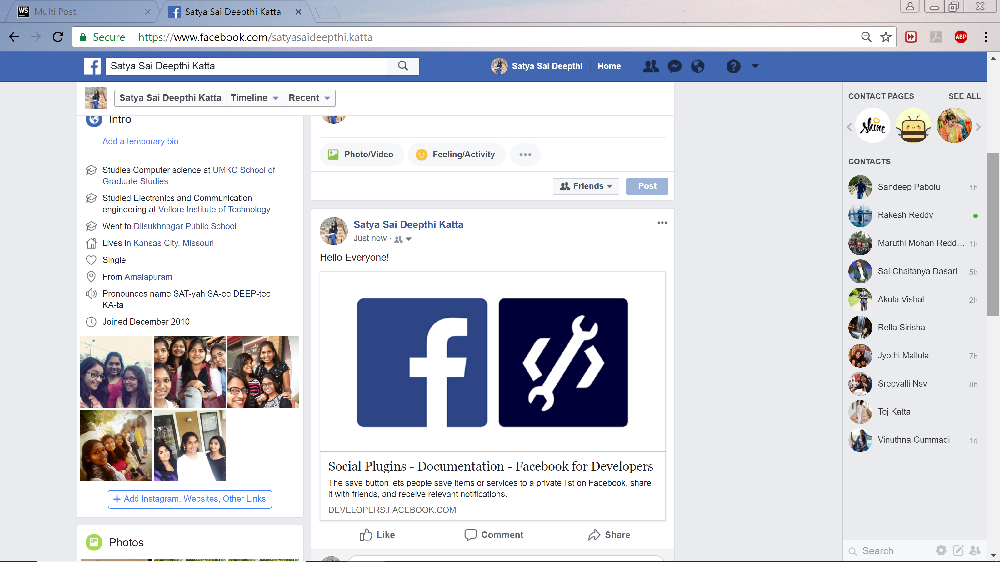 WS Multi Post
Satya Sai Deepthi Katta
Secure https://www.facebook.com/satyasaideepthi.katta
ABP
Satya Sai Deepthi Katta
Satya Sai Deepthi Home
Satya Sai Deepthi Katta Timeline Recent
Intro
Add a temporary bio
Studies Computer science at UMKC School of
Graduate Studies
Studied Electronics and Communication
engineering at Vellore Institute of Technology
Went to Dilsukhnagar Public School
Lives in Kansas City, Missouri
Single
From Amalapuram
Pronounces name SAT-yah SA-ee DEEP-tee
KA-ta
Joined December 2010
+ Add Instagram, Websites, Other Links
Photos
Photo/Video Feeling/Activity
Friends Post
Satya Sai Deepthi Katta
Just now ·
Hello Everyone!
Social Plugins - Documentation - Facebook for Developers
The save button lets people save items or services to a private list on Facebook, share
it with friends, and receive relevant notifications.
DEVELOPERS.FACEBOOK.COM
Like Comment Share
CONTACT PAGES SEE ALL
shine
CONTACTS
Sandeep Pabolu 1h
Rakesh Reddy
Maruthi Mohan Redd... 1h
Sai Chaitanya Dasari 5h
Akula Vishal 2h
Rella Sirisha
Jyothi Mallula 7h
Sreevalli Nsv 8h
Tej Katta
Vinuthna Gummadi 1d
Search